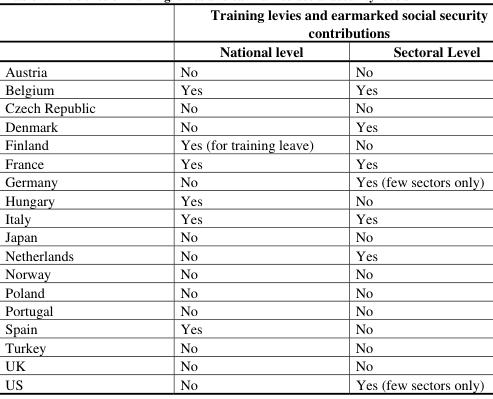 Training levies and earmarked social security
contributions
National level Sectoral Level
Austria No No
Belgium Yes Yes
Czech Republic No No
Denmark No Yes
Finland Yes (for training leave) No
France Yes Yes
Germany No Yes (few sectors only)
Hungary Yes No
Italy Yes Yes
Japan No No
Netherlands No Yes
Norway No No
Poland No No
Portugal No No
Spain Yes No
Turkey No No
UK No No
US No Yes (few sectors only)